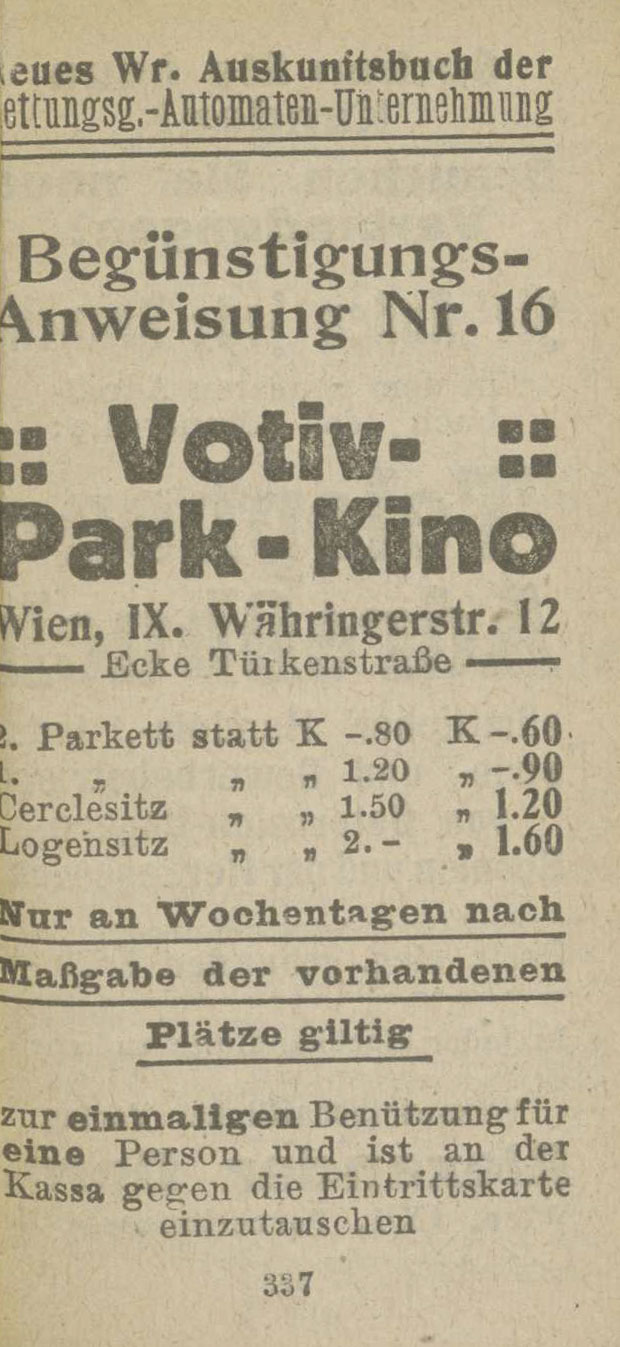 eues Wr. Auskunftsbuch der
ettungsg.-Automaten-Unternehmung
Begünstigungs-
Anweisung Nr. 16
:: Votiv- ::
Park-Kino
Wien, IX. Währingerstr. 12
— Ecke Türkenstraße —
2. Parkett statt K -.80 K -.60
1. „ „ „ 1.20 „ -.90
Cerclesitz „ „ 1.50 „ 1.20
Logensitz „ „ 2.- „ 1.60
Nur an Wochentagen nach
Maßgabe der vorhandenen
Plätze giltig
zur einmaligen Benützung für
eine Person und ist an der
Kassa gegen die Eintrittskarte
einzutauschen
337